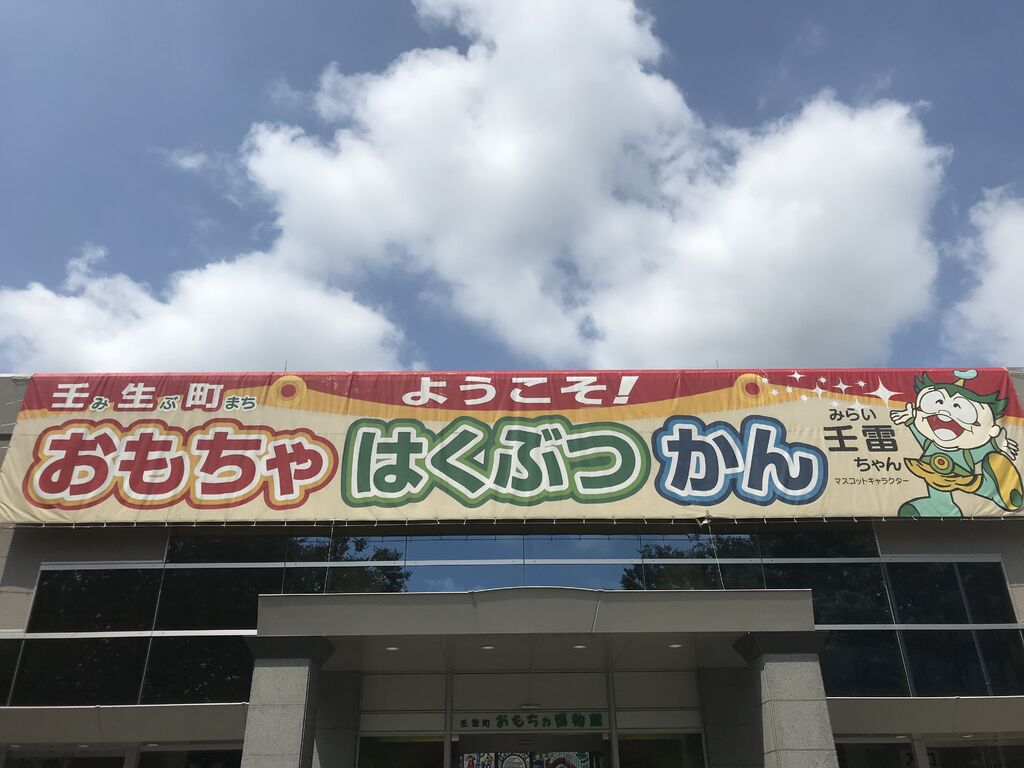 壬み生ぶ町まち
ようこそ!
おもちゃ はくぶつ かん
みらい
壬雷
ちゃん
マスコットキャラクター
壬生町 おもちゃ博物館